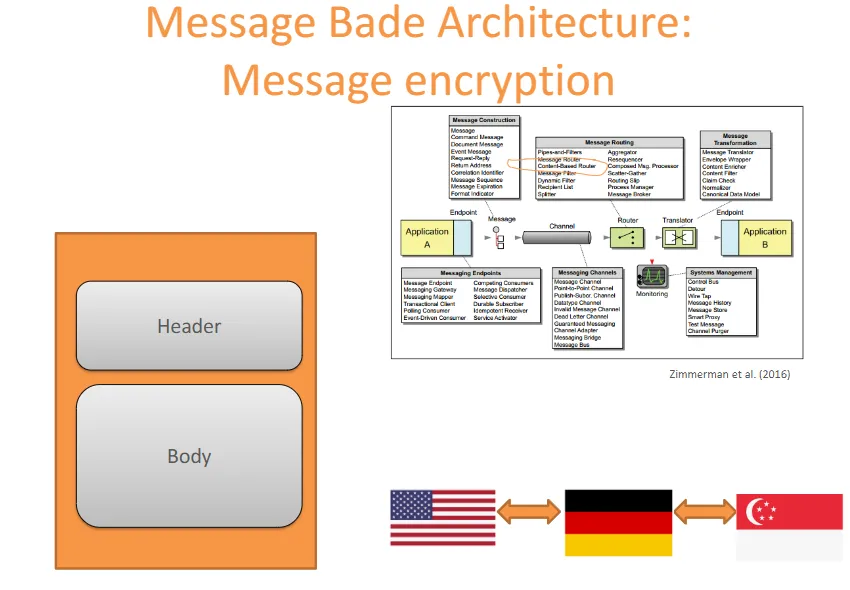 Message Bade Architecture:
Message encryption
Header
Body
Message Construction
Message
Command Message
Document Message
Event Message
Request-Reply
Return Address
Correlation Identifier
Message Sequence
Message Expiration
Format Indicator
Message Routing
Pipes-and-Filters
Message Router
Content-Based Router
Message Filter
Dynamic Filter
Recipient List
Splitter
Aggregator
Resequencer
Composed Msg. Processor
Scatter-Gather
Routing Slip
Process Manager
Message Broker
Message
Transformation
Message Translator
Envelope Wrapper
Content Enricher
Content Filter
Claim Check
Normalizer
Canonical Data Model
Endpoint
Message
Channel
Router
Translator
Endpoint
Application
A
Application
B
Messaging Endpoints
Message Endpoint
Messaging Gateway
Messaging Mapper
Transactional Client
Polling Consumer
Event-Driven Consumer
Competing Consumers
Message Dispatcher
Selective Consumer
Durable Subscriber
Idempotent Receiver
Service Activator
Messaging Channels
Message Channel
Point-to-Point Channel
Publish-Subscr. Channel
Datatype Channel
Invalid Message Channel
Dead Letter Channel
Guaranteed Messaging
Channel Adapter
Messaging Bridge
Message Bus
Monitoring
Systems Management
Control Bus
Detour
Wire Tap
Message History
Message Store
Smart Proxy
Test Message
Channel Purger
Zimmerman et al. (2016)